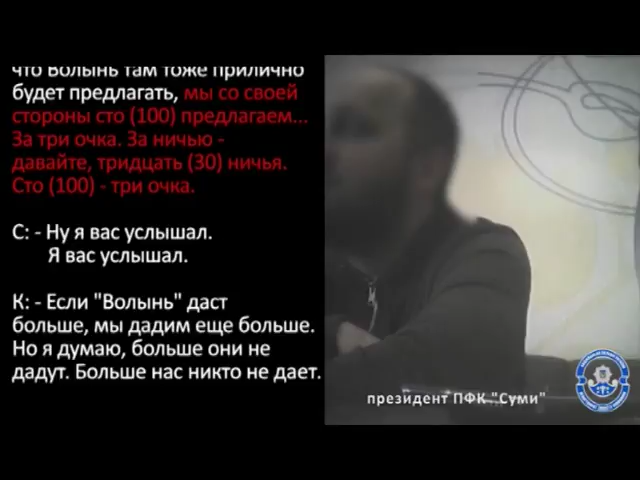 что Волынь там тоже прилично
будет предлагать, мы со своей
стороны сто (100) предлагаем...
За три очка. За ничью -
давайте, тридцать (30) ничья.
Сто (100) - три очка.
С: - Ну я вас услышал.
Я вас услышал.
К: - Если "Волынь" даст
больше, мы дадим еще больше.
Но я думаю, больше они не
дадут. Больше нас никто не дает.
президент ПФК "Суми"